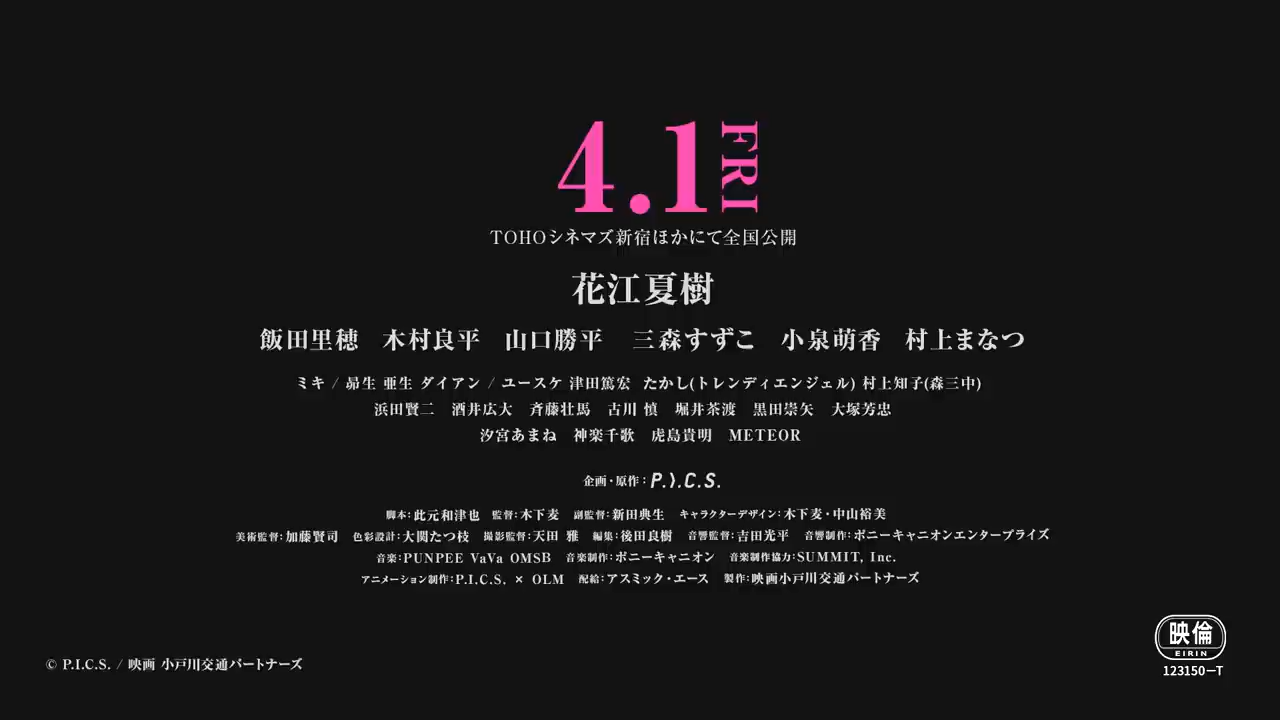 4.1 FRI
TOHOシネマズ新宿ほかにて全国公開
花江夏樹
飯田里穂 木村良平 山口勝平 三森すずこ 小泉萌香 村上まなつ
ミキ / 昴生 亜生 ダイアン / ユースケ 津田篤宏 たかし(トレンディエンジェル) 村上知子(森三中)
浜田賢二 酒井広大 斉藤壮馬 古川 慎 堀井茶渡 黒田崇矢 大塚芳忠
汐宮あまね 神楽千歌 虎島貴明 METEOR
企画・原作：P.I.C.S.
脚本：此元和津也 監督：木下麦 副監督：新田典生 キャラクターデザイン：木下麦・中山裕美
美術監督：加藤賢司 色彩設計：大関たつ枝 撮影監督：天田 雅 編集：後田良樹 音響監督：吉田光平 音響制作：ポニーキャニオンエンタープライズ
音楽：PUNPEE VaVa OMSB 音楽制作：ポニーキャニオン 音楽制作協力：SUMMIT, Inc.
アニメーション制作：P.I.C.S. × OLM 配給：アスミック・エース 製作：映画小戸川交通パートナーズ
映倫
EIRIN
123150-T
© P.I.C.S. / 映画 小戸川交通パートナーズ